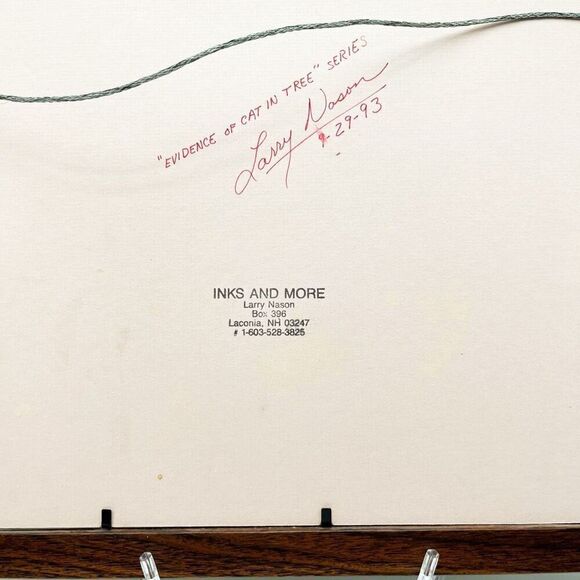 "EVIDENCE OF CAT IN TREE" SERIES
Larry Nason
9-29-93
INKS AND MORE
Larry Nason
Box 396
Laconia, NH 03247
# 1-603-528-3825